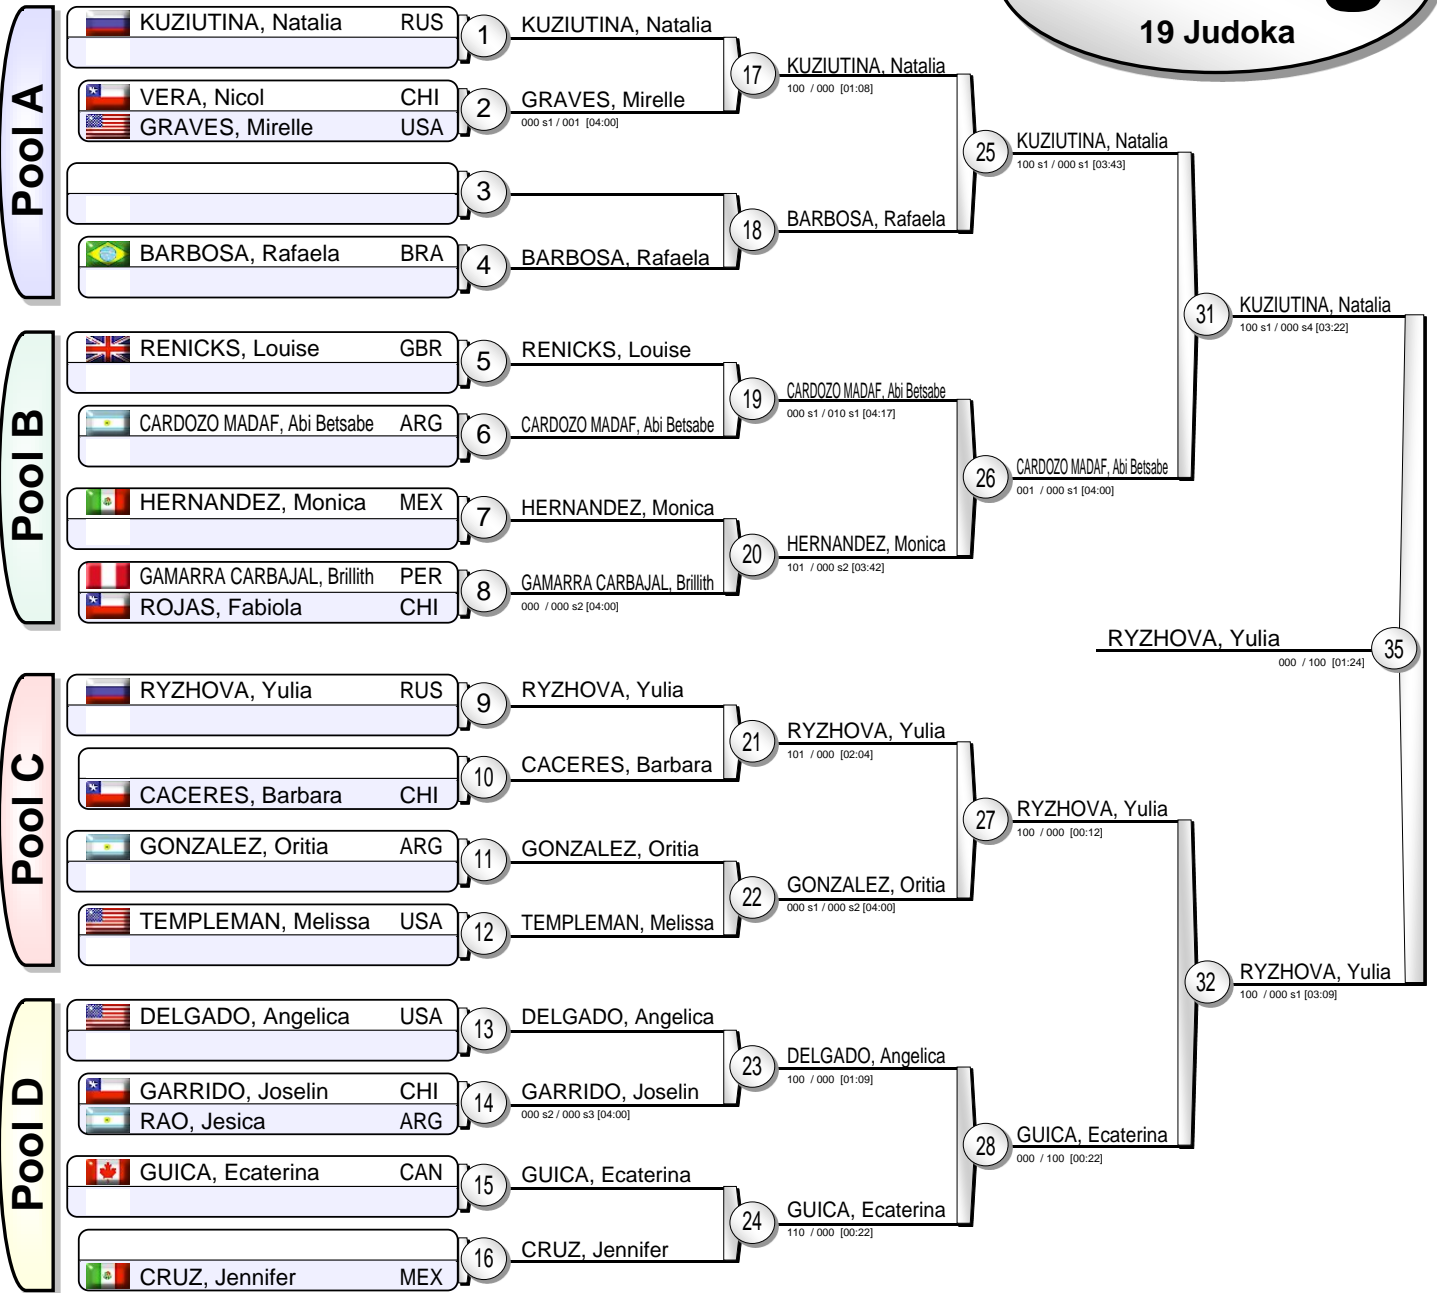 19 Judoka
Pool A
KUZIUTINA, Natalia RUS
1
VERA, Nicol CHI
GRAVES, Mirelle USA
2
3
BARBOSA, Rafaela BRA
4
Pool B
RENICKS, Louise GBR
5
CARDOZO MADAF, Abi Betsabe ARG
6
HERNANDEZ, Monica MEX
7
GAMARRA CARBAJAL, Brillith PER
ROJAS, Fabiola CHI
8
Pool C
RYZHOVA, Yulia RUS
9
CACERES, Barbara CHI
10
GONZALEZ, Oritia ARG
11
TEMPLEMAN, Melissa USA
12
Pool D
DELGADO, Angelica USA
13
GARRIDO, Joselin CHI
RAO, Jesica ARG
14
GUICA, Ecaterina CAN
15
CRUZ, Jennifer MEX
16
KUZIUTINA, Natalia
GRAVES, Mirelle
000 s1 / 001 [04:00]
17
BARBOSA, Rafaela
18
RENICKS, Louise
CARDOZO MADAF, Abi Betsabe
19
HERNANDEZ, Monica
GAMARRA CARBAJAL, Brillith
000 / 000 s2 [04:00]
20
RYZHOVA, Yulia
CACERES, Barbara
21
GONZALEZ, Oritia
TEMPLEMAN, Melissa
22
DELGADO, Angelica
GARRIDO, Joselin
000 s2 / 000 s3 [04:00]
23
GUICA, Ecaterina
CRUZ, Jennifer
24
KUZIUTINA, Natalia
100 / 000 [01:08]
BARBOSA, Rafaela
25
CARDOZO MADAF, Abi Betsabe
000 s1 / 010 s1 [04:17]
HERNANDEZ, Monica
101 / 000 s2 [03:42]
26
RYZHOVA, Yulia
101 / 000 [02:04]
GONZALEZ, Oritia
000 s1 / 000 s2 [04:00]
27
DELGADO, Angelica
100 / 000 [01:09]
GUICA, Ecaterina
110 / 000 [00:22]
28
KUZIUTINA, Natalia
100 s1 / 000 s1 [03:43]
CARDOZO MADAF, Abi Betsabe
001 / 000 s1 [04:00]
31
RYZHOVA, Yulia
100 / 000 [00:12]
GUICA, Ecaterina
000 / 100 [00:22]
32
KUZIUTINA, Natalia
100 s1 / 000 s4 [03:22]
RYZHOVA, Yulia
100 / 000 s1 [03:09]
RYZHOVA, Yulia
000 / 100 [01:24]
35